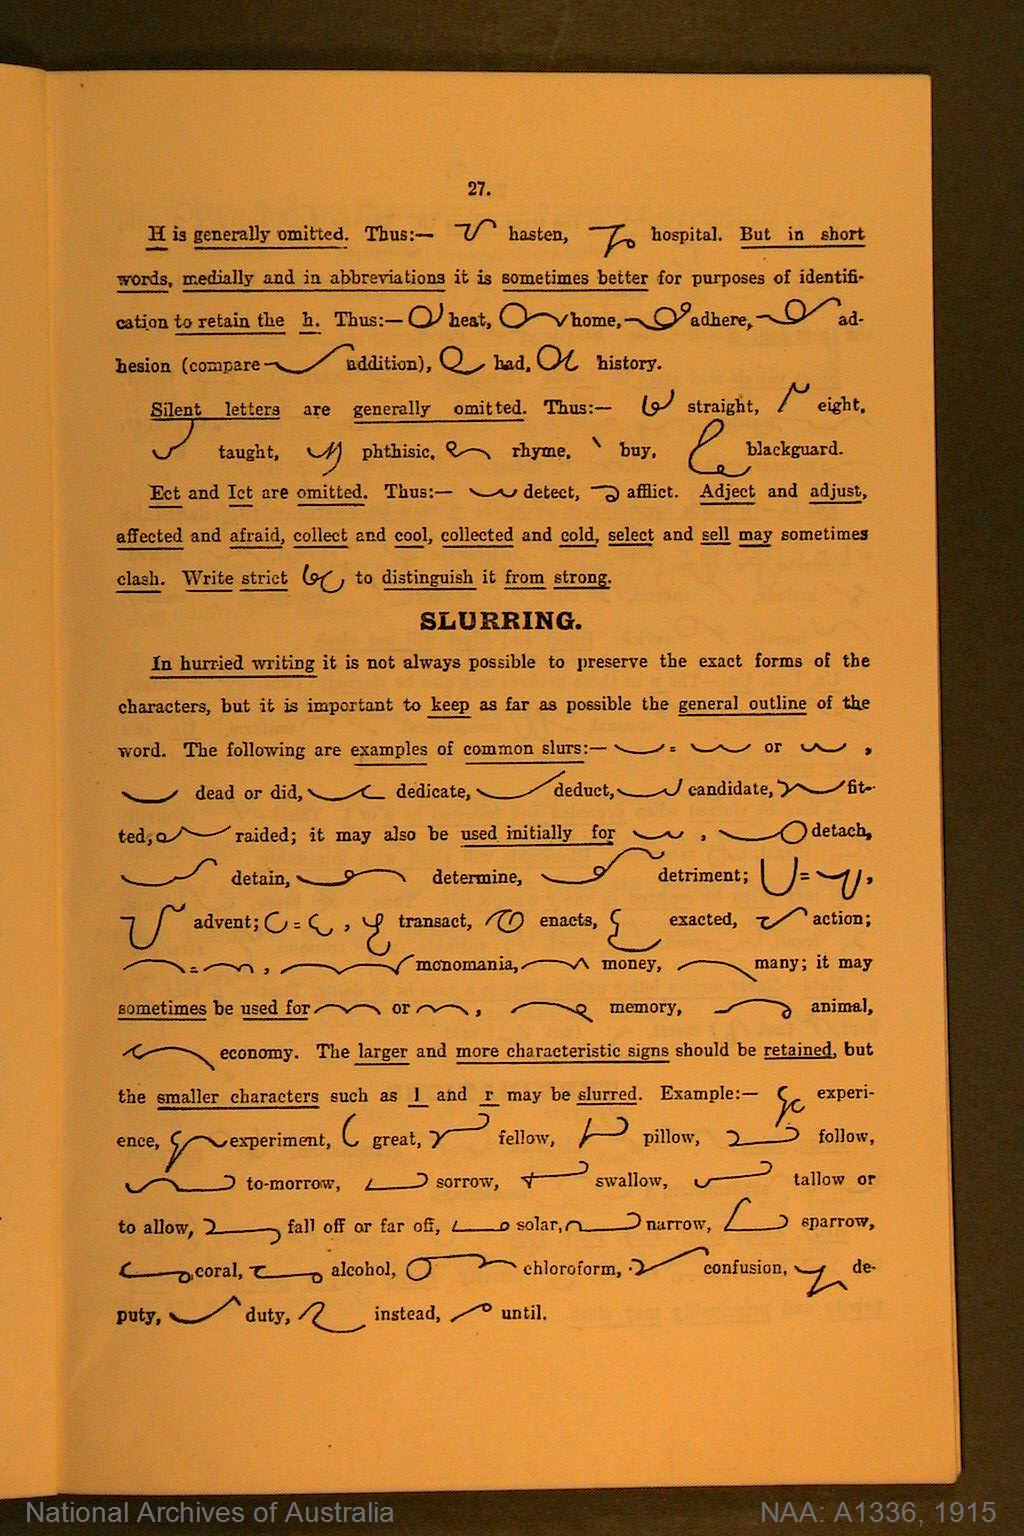 27.
H is generally omitted. Thus:— hasten, hospital. But in short
words, medially and in abbreviations it is sometimes better for purposes of identifi-
cation to retain the h. Thus:— heat, home, adhere, ad-
hesion (compare addition), had, history.
Silent letters are generally omitted. Thus:— straight, eight,
taught, phthisic, rhyme, buy, blackguard.
Ect and Ict are omitted. Thus:— detect, afflict. Adject and adjust,
affected and afraid, collect and cool, collected and cold, select and sell may sometimes
clash. Write strict to distinguish it from strong.
SLURRING.
In hurried writing it is not always possible to preserve the exact forms of the
characters, but it is important to keep as far as possible the general outline of the
word. The following are examples of common slurs:— = or ,
dead or did, dedicate, deduct, candidate, fit-
ted, raided; it may also be used initially for , detach,
detain, determine, detriment; = ,
advent; = , transact, enacts, exacted, action;
= , monomania, money, many; it may
sometimes be used for or , memory, animal,
economy. The larger and more characteristic signs should be retained, but
the smaller characters such as l and r may be slurred. Example:— experi-
ence, experiment, great, fellow, pillow, follow,
to-morrow, sorrow, swallow, tallow or
to allow, fall off or far off, solar, narrow, sparrow,
coral, alcohol, chloroform, confusion, de-
puty, duty, instead, until.
National Archives of Australia
NAA: A1336, 1915